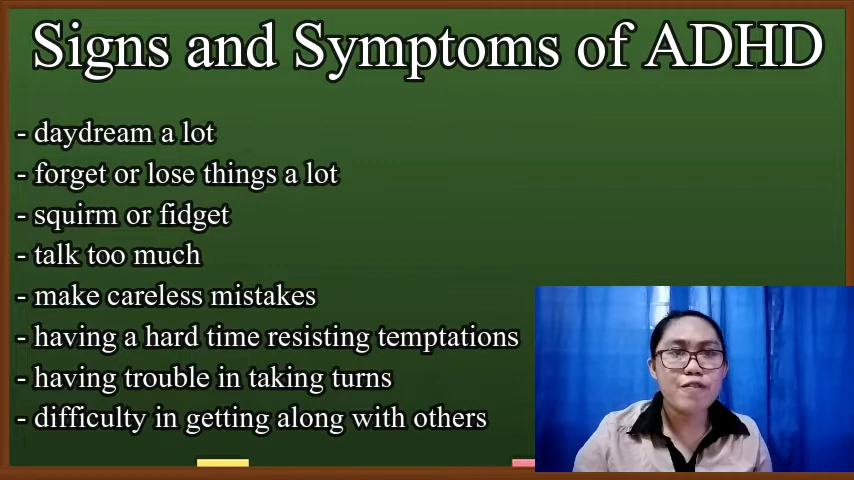 Signs and Symptoms of ADHD
- daydream a lot
- forget or lose things a lot
- squirm or fidget
- talk too much
- make careless mistakes
- having a hard time resisting temptations
- having trouble in taking turns
- difficulty in getting along with others